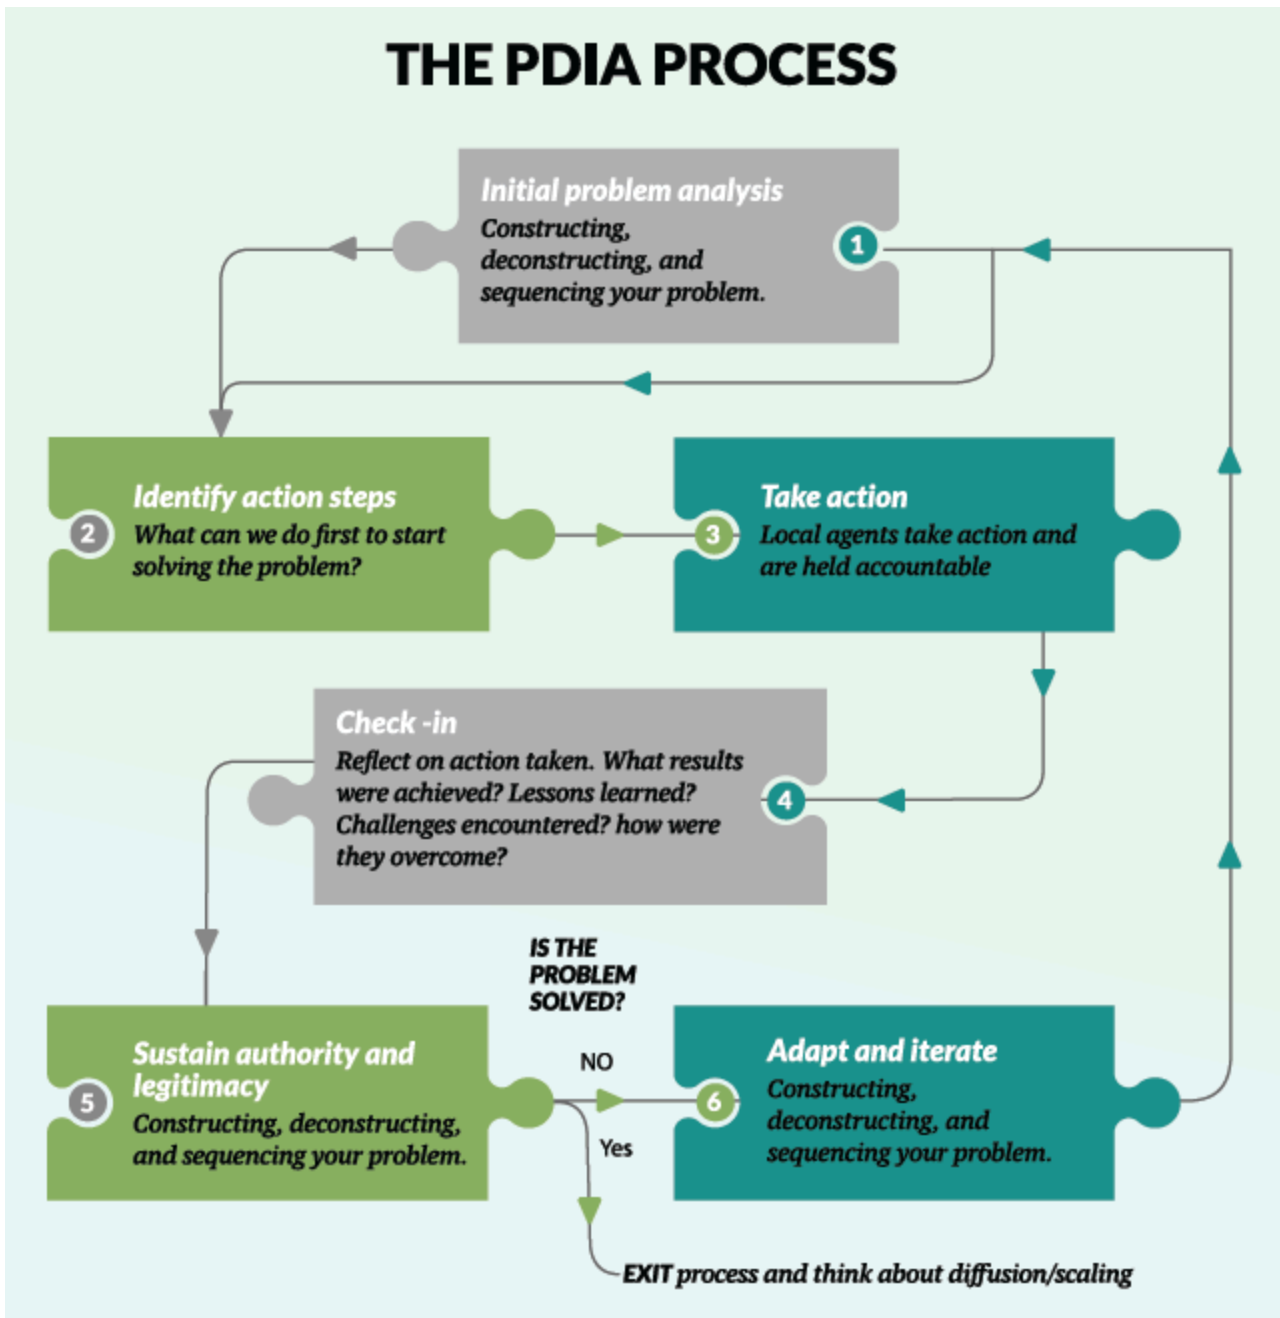 THE PDIA PROCESS
Initial problem analysis
Constructing,
deconstructing, and
sequencing your problem.
1
Identify action steps
2
What can we do first to start
solving the problem?
Take action
3
Local agents take action and
are held accountable
Check -in
Reflect on action taken. What results
were achieved? Lessons learned?
4
Challenges encountered? how were
they overcome?
IS THE
PROBLEM
SOLVED?
Sustain authority and
legitimacy
5
Constructing, deconstructing,
and sequencing your problem.
NO
Yes
Adapt and iterate
6
Constructing,
deconstructing, and
sequencing your problem.
EXIT process and think about diffusion/scaling